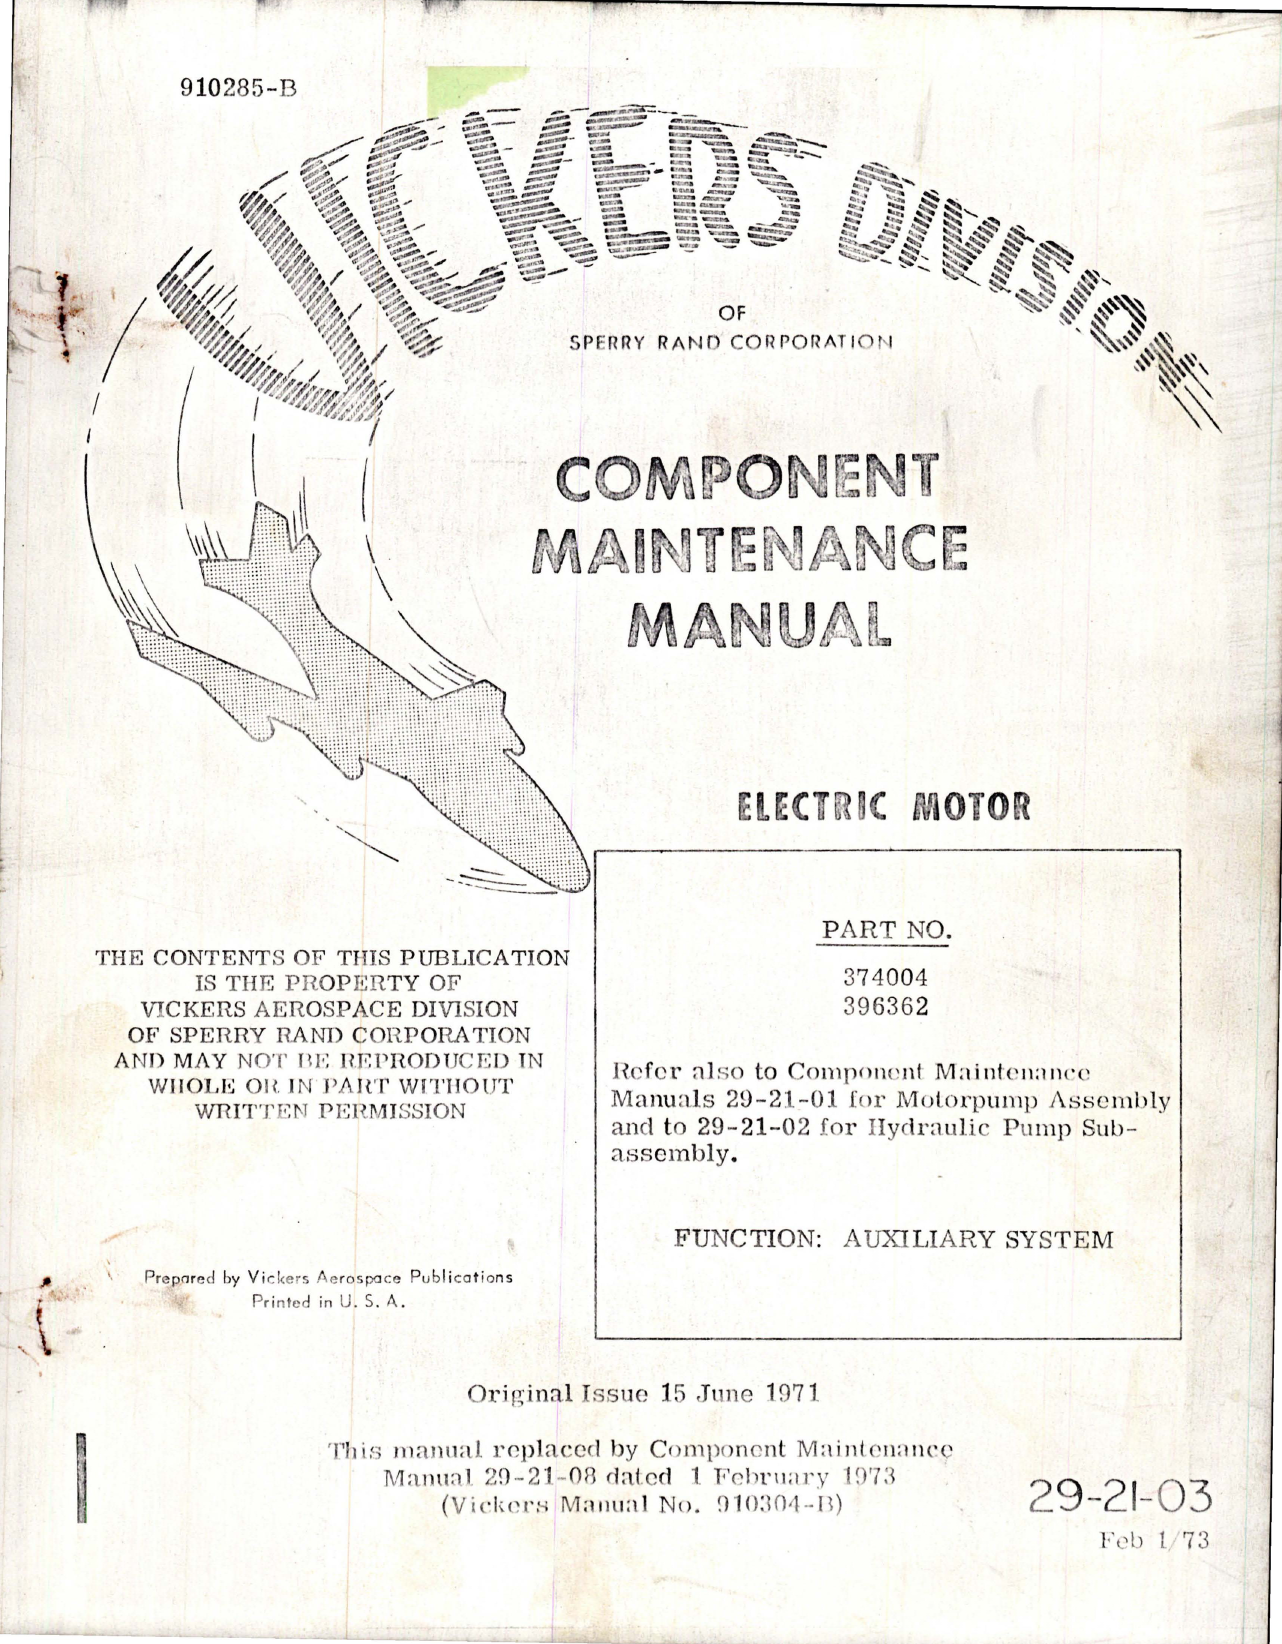 910285-B
VICKERS DIVISION
OF
SPERRY RAND CORPORATION
COMPONENT
MAINTENANCE
MANUAL
ELECTRIC MOTOR
PART NO.
374004
396362
Refer also to Component Maintenance
Manuals 29-21-01 for Motorpump Assembly
and to 29-21-02 for Hydraulic Pump Sub-
assembly.
FUNCTION: AUXILIARY SYSTEM
THE CONTENTS OF THIS PUBLICATION
IS THE PROPERTY OF
VICKERS AEROSPACE DIVISION
OF SPERRY RAND CORPORATION
AND MAY NOT BE REPRODUCED IN
WHOLE OR IN PART WITHOUT
WRITTEN PERMISSION
Prepared by Vickers Aerospace Publications
Printed in U. S. A.
Original Issue 15 June 1971
This manual replaced by Component Maintenance
Manual 29-21-08 dated 1 February 1973
(Vickers Manual No. 910304-B)
29-21-03
Feb 1/73